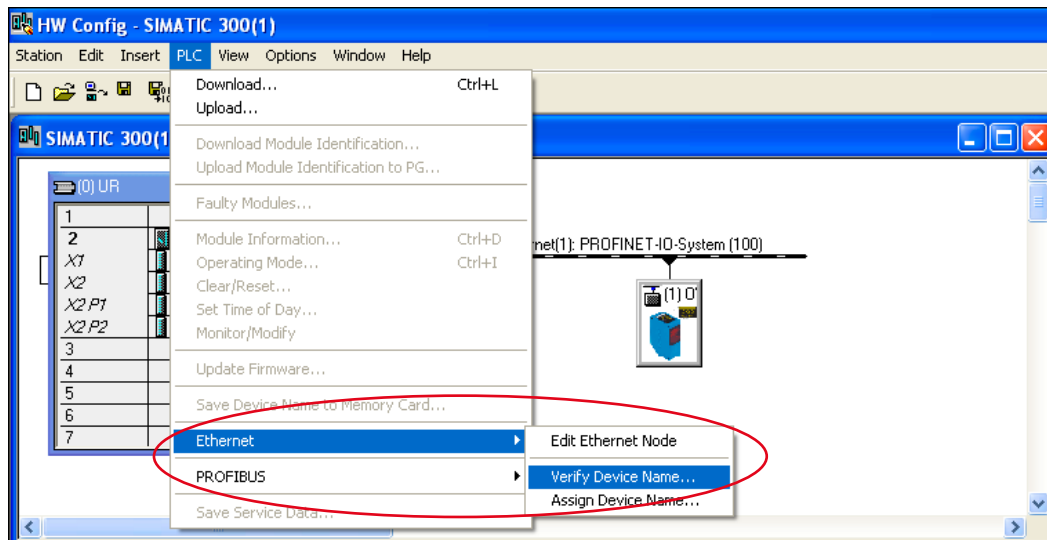 HW Config - SIMATIC 300(1)
Station Edit Insert PLC View Options Window Help
Download... Ctrl+L
Upload...
SIMATIC 300(1
Download Module Identification...
Upload Module Identification to PG...
(0) UR
Faulty Modules...
1
2
Module Information... Ctrl+D
net(1): PROFINET-IO-System (100)
X1
Operating Mode... Ctrl+I
X2
Clear/Reset...
(1) 0'
X2 P1
Set Time of Day...
X2 P2
Monitor/Modify
3
4
Update Firmware...
5
Save Device Name to Memory Card...
6
7
Ethernet
Edit Ethernet Node
PROFIBUS
Verify Device Name...
Assign Device Name...
Save Service Data...